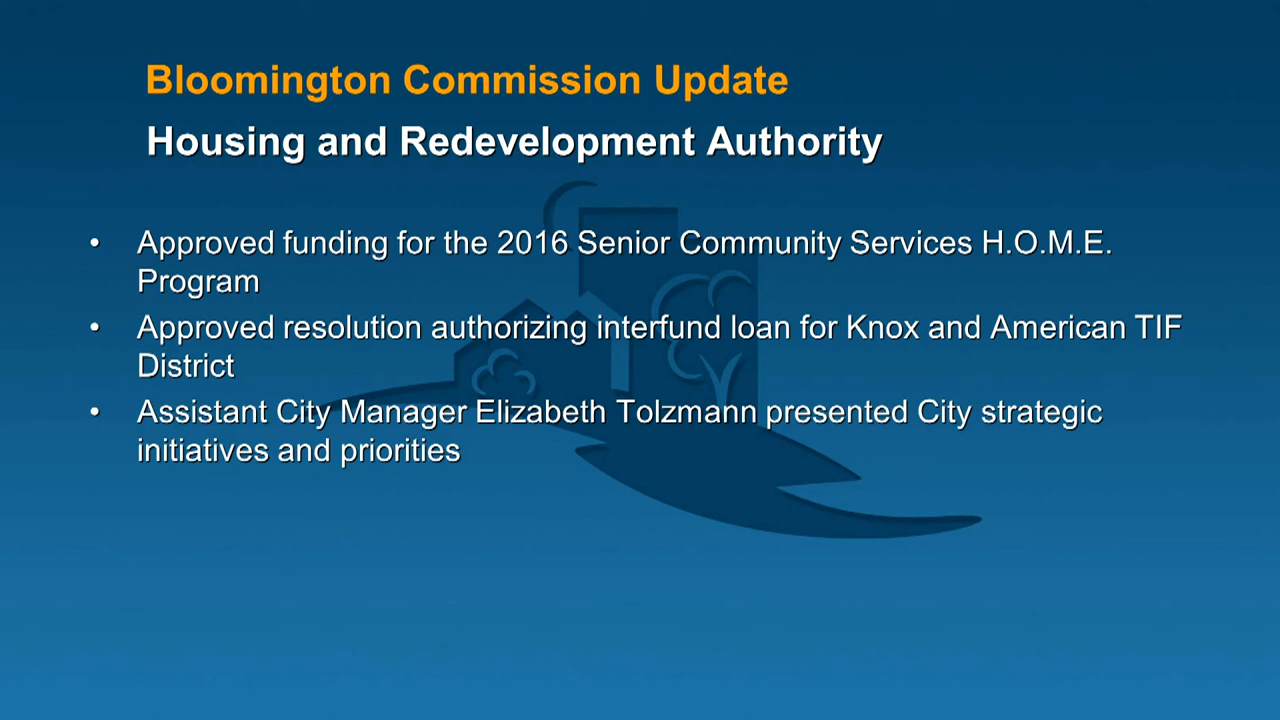 Bloomington Commission Update
Housing and Redevelopment Authority
• Approved funding for the 2016 Senior Community Services H.O.M.E.
Program
• Approved resolution authorizing interfund loan for Knox and American TIF
District
• Assistant City Manager Elizabeth Tolzmann presented City strategic
initiatives and priorities